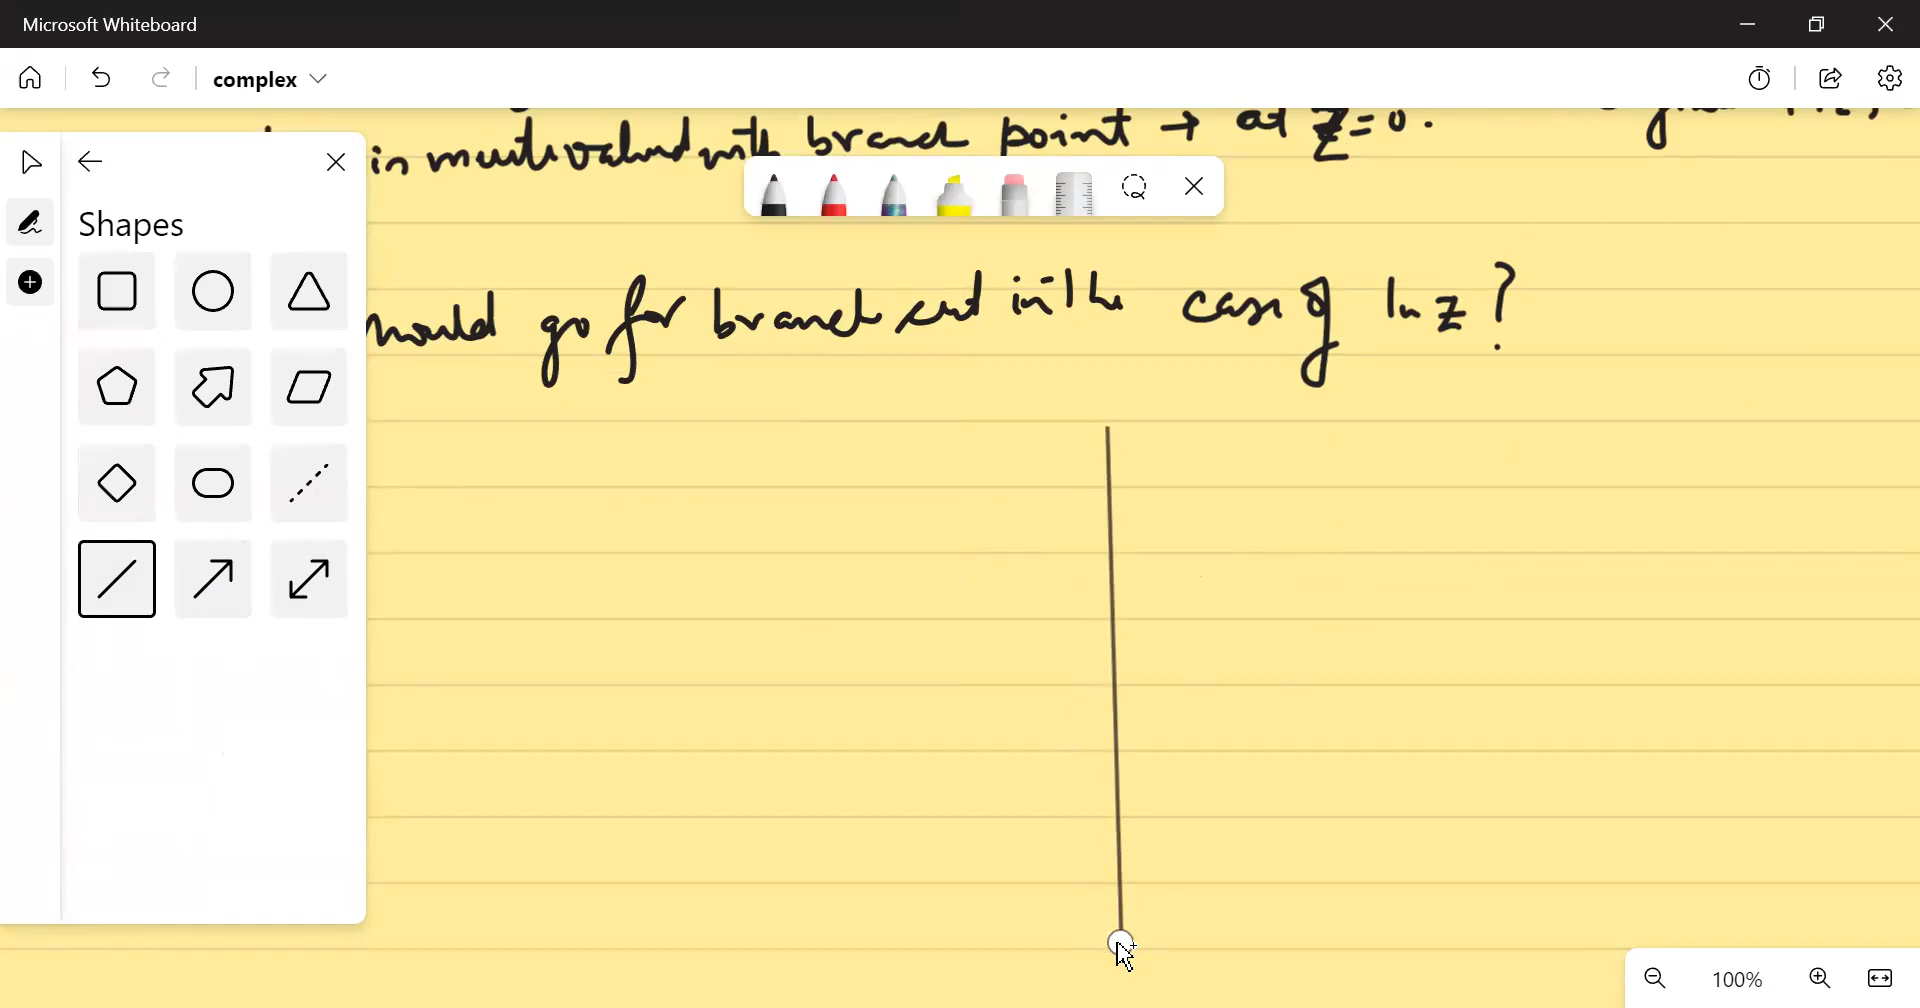 Microsoft Whiteboard
complex
in multivalued with branch point → at z=0.
Shapes
should go for branch cut in the case of ln z?
100%